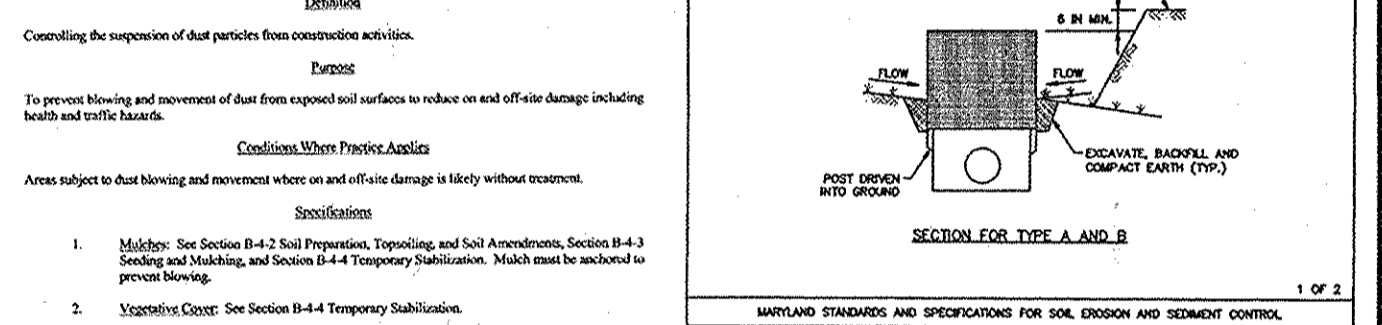 Definition
Controlling the suspension of dust particles from construction activities.
Purpose
To prevent blowing and movement of dust from exposed soil surfaces to reduce on and off-site damage including
health and traffic hazards.
Conditions Where Practice Applies
Areas subject to dust blowing and movement where on and off-site damage is likely without treatment.
Specifications
1. Mulches: See Section B-4-2 Soil Preparation, Topsoiling, and Soil Amendments, Section B-4-3
Seeding and Mulching, and Section B-4-4 Temporary Stabilization. Mulch must be anchored to
prevent blowing.
2. Vegetative Cover: See Section B-4-4 Temporary Stabilization.
6 IN MIN.
FLOW
FLOW
EXCAVATE, BACKFILL AND
COMPACT EARTH (TYP.)
POST DRIVEN
INTO GROUND
SECTION FOR TYPE A AND B
1 OF 2
MARYLAND STANDARDS AND SPECIFICATIONS FOR SOIL EROSION AND SEDIMENT CONTROL